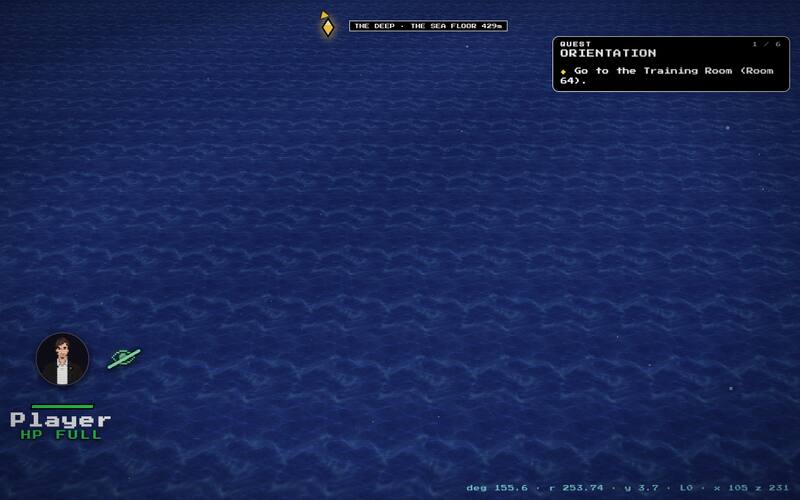 THE DEEP · THE SEA FLOOR 429m
QUEST 1 / 6
ORIENTATION
Go to the Training Room (Room
64).
Player
HP FULL
deg 155.6 · r 253.74 · y 3.7 · L0 · x 105 z 231